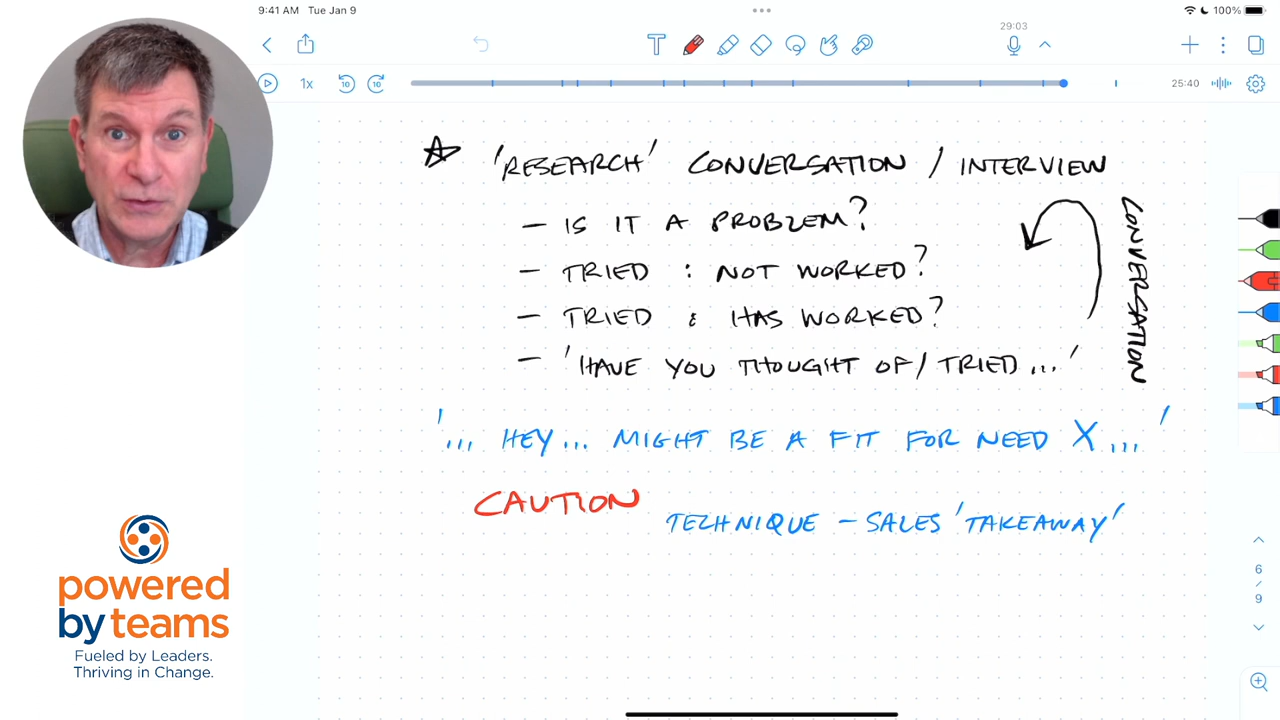 9:41 AM Tue Jan 9
100%
29:03
1x
10
10
25:40
'RESEARCH' CONVERSATION / INTERVIEW
- IS IT A PROBLEM?
- TRIED : NOT WORKED?
- TRIED : HAS WORKED?
- 'HAVE YOU THOUGHT OF / TRIED ...'
CONVERSATION
'... HEY ... MIGHT BE A FIT FOR NEED X ...'
CAUTION
TECHNIQUE - SALES 'TAKEAWAY'
6
/
9
powered
by teams
Fueled by Leaders.
Thriving in Change.